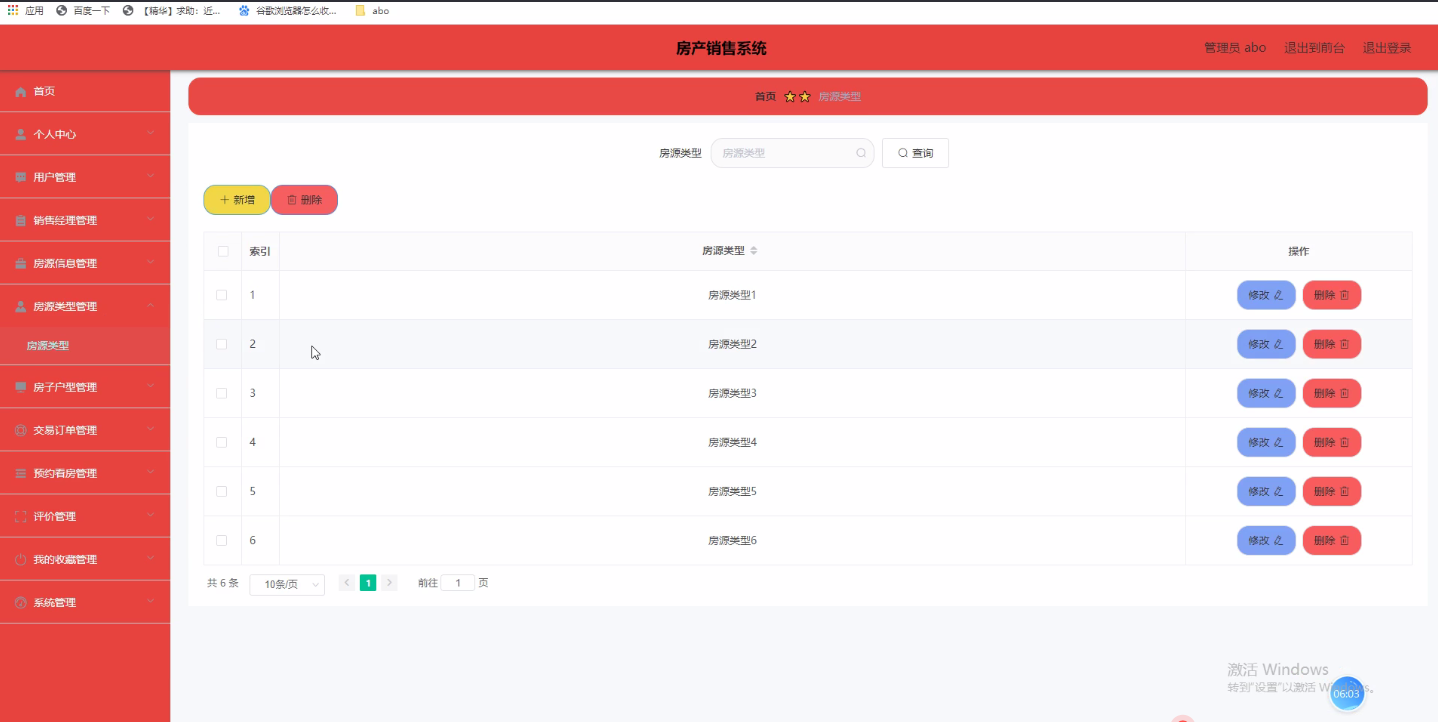 应用 百度一下 【精华】求助：近... 谷歌浏览器怎么收... abo
房产销售系统 管理员 abo 退出到前台 退出登录
首页
个人中心
用户管理
销售经理管理
房源信息管理
房源类型管理
房源类型
房子户型管理
交易订单管理
预约看房管理
评价管理
我的收藏管理
系统管理
首页 房源类型
房源类型 房源类型 查询
新增 删除
索引 房源类型 操作
1 房源类型1 修改 删除
2 房源类型2 修改 删除
3 房源类型3 修改 删除
4 房源类型4 修改 删除
5 房源类型5 修改 删除
6 房源类型6 修改 删除
共 6 条 10条/页 1 前往 1 页
激活 Windows
转到"设置"以激活 W
06:03